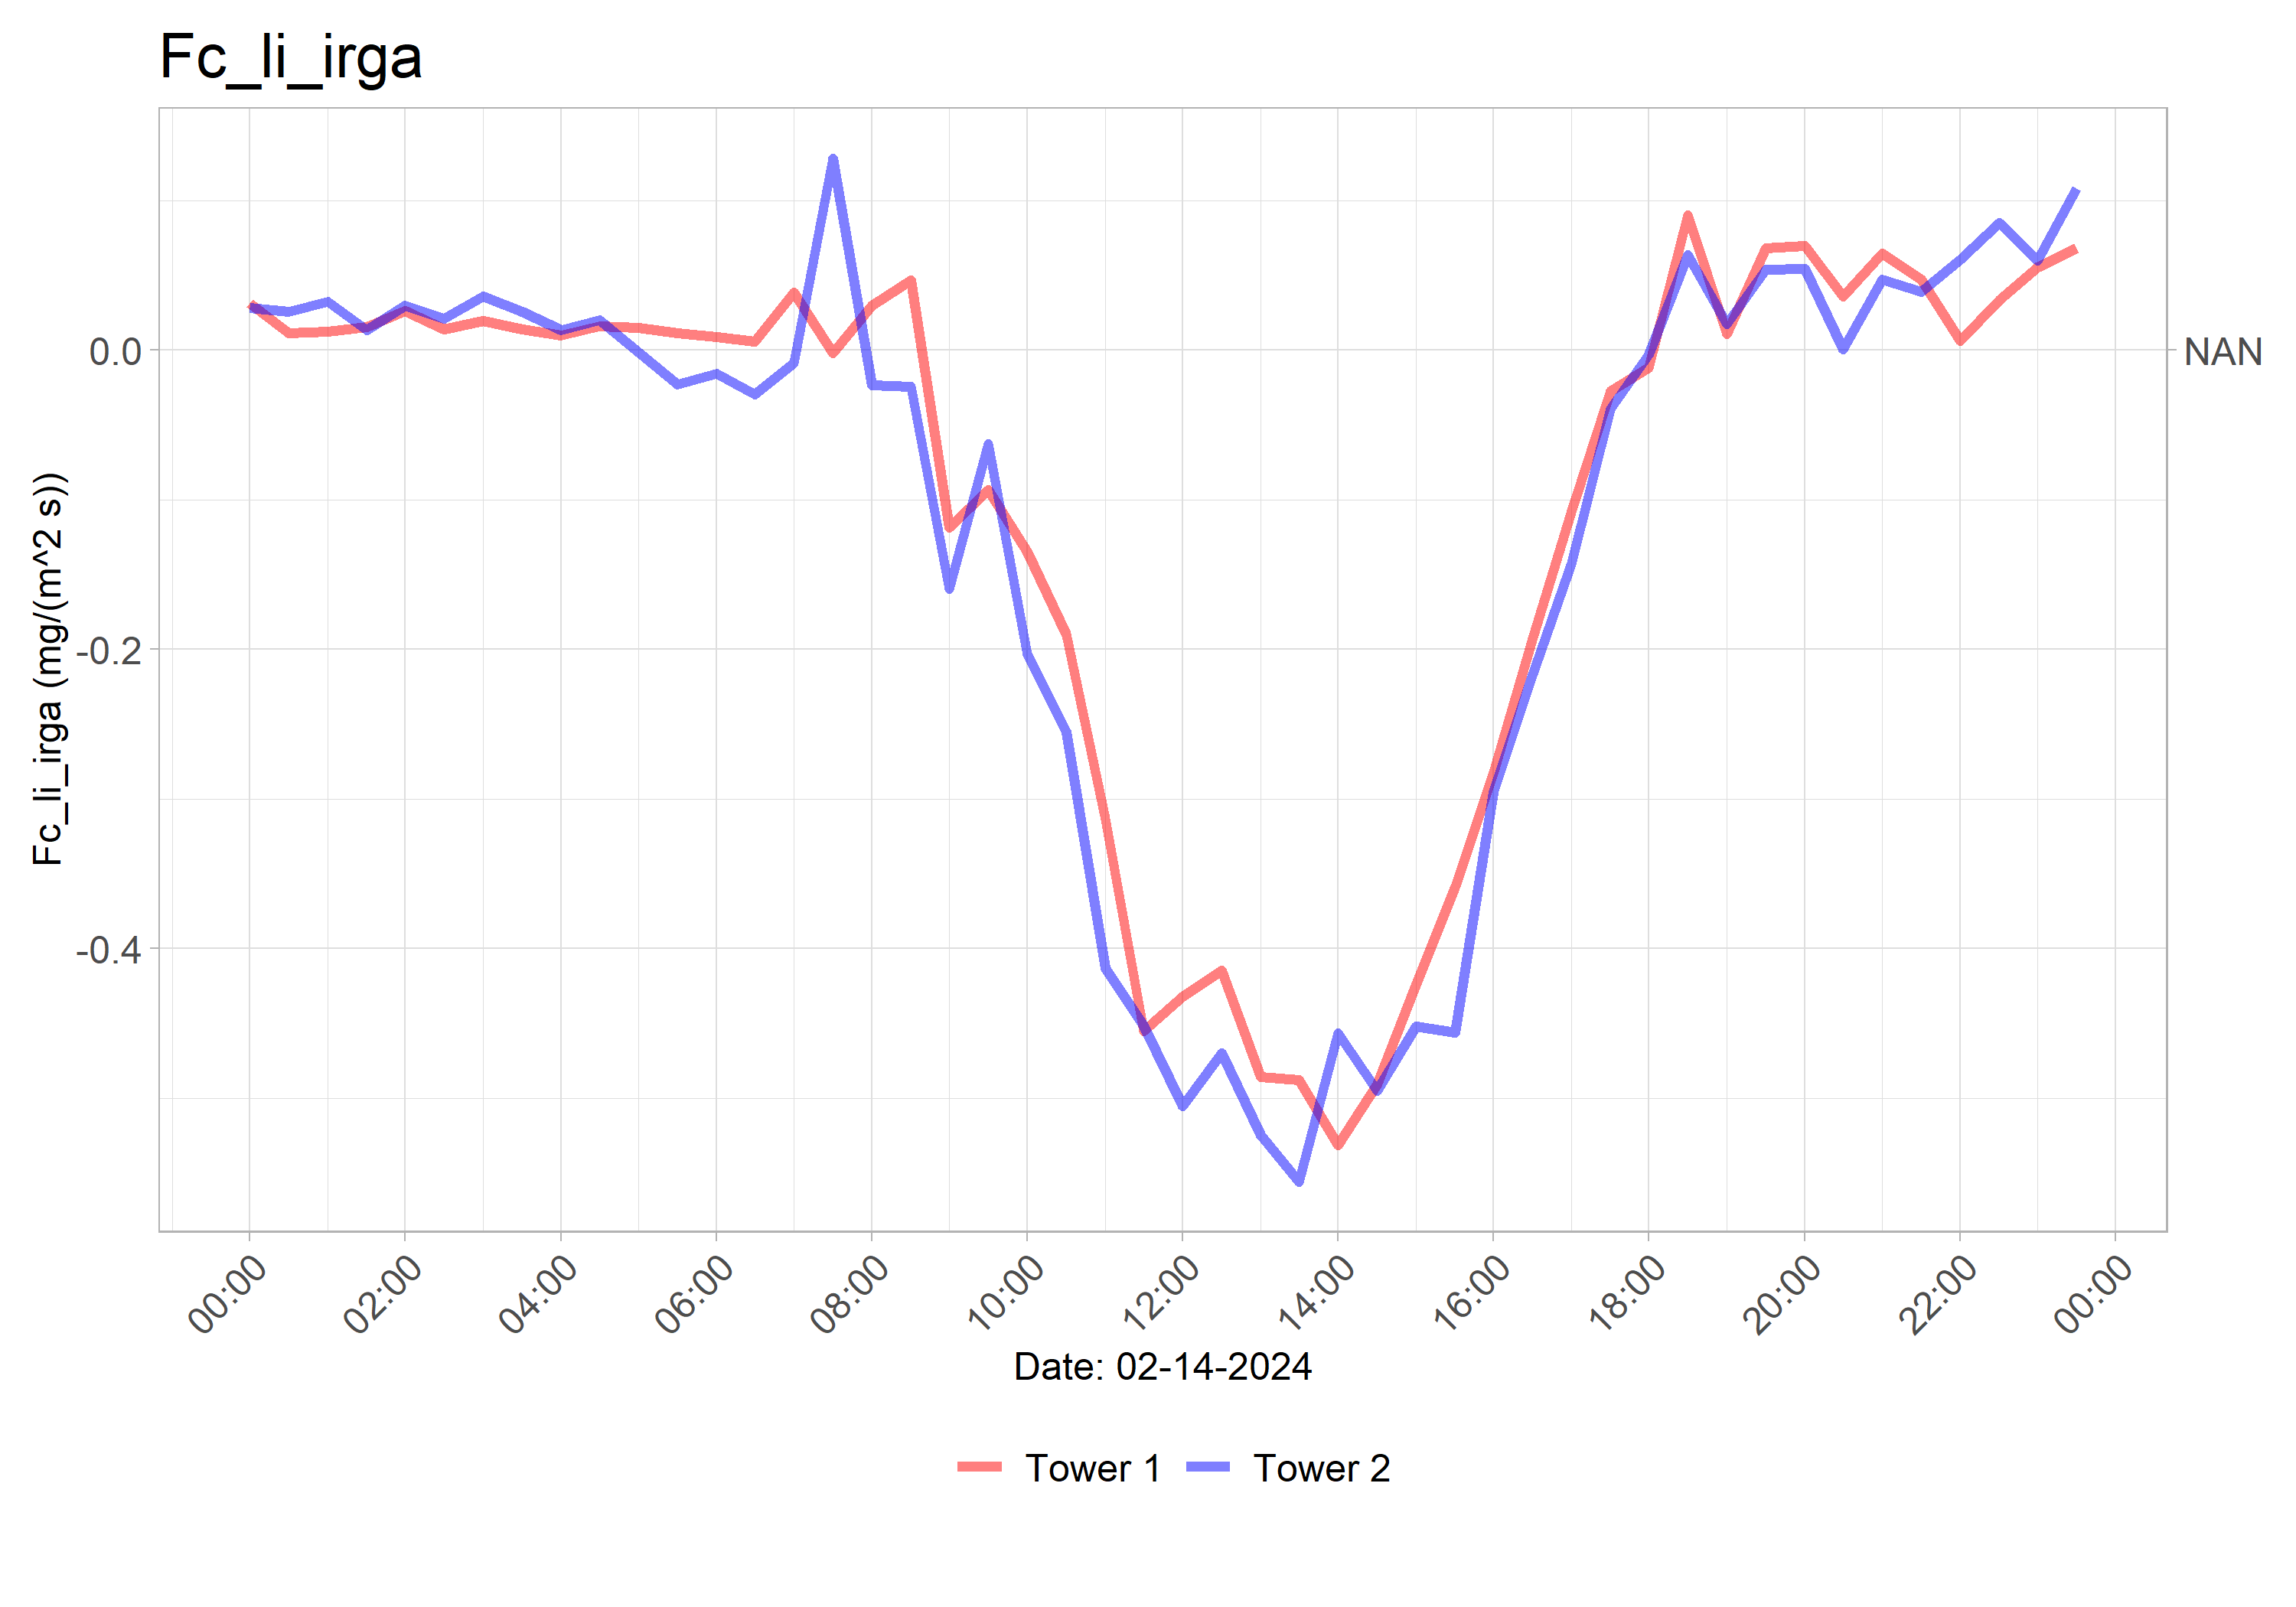 Fc_li_irga
Fc_li_irga (mg/(m^2 s))
0.0
-0.2
-0.4
NAN
00:00 02:00 04:00 06:00 08:00 10:00 12:00 14:00 16:00 18:00 20:00 22:00 00:00
Date: 02-14-2024
Tower 1 Tower 2